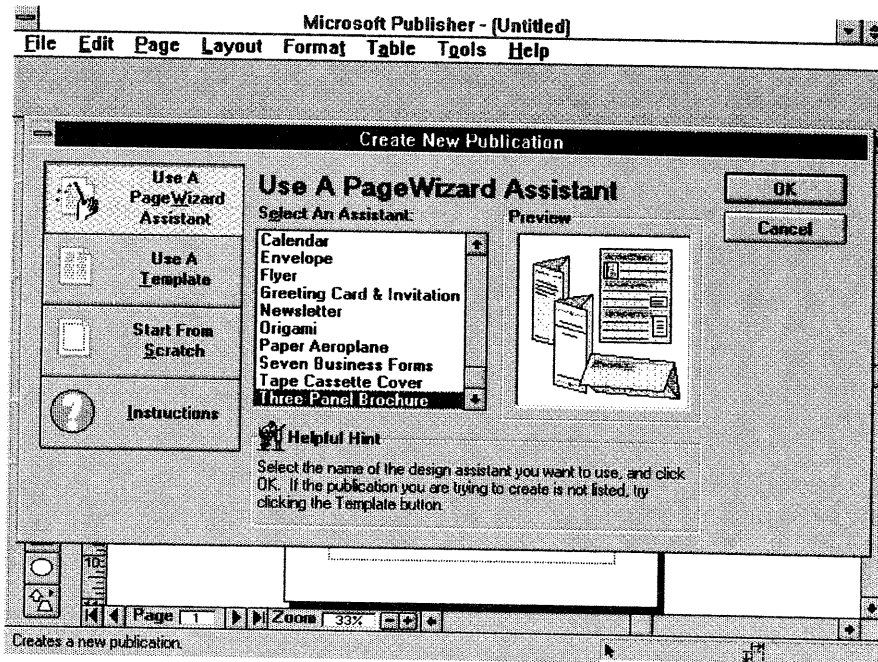 Microsoft Publisher - (Untitled)
File Edit Page Layout Format Table Tools Help
Create New Publication
Use A
PageWizard
Assistant
Use A
Template
Start From
Scratch
Instructions
Use A PageWizard Assistant
Select An Assistant:
Calendar
Envelope
Flyer
Greeting Card & Invitation
Newsletter
Origami
Paper Aeroplane
Seven Business Forms
Tape Cassette Cover
Three Panel Brochure
Preview
OK
Cancel
Helpful Hint
Select the name of the design assistant you want to use, and click
OK. If the publication you are trying to create is not listed, try
clicking the Template button
10
Page 1 Zoom 33%
Creates a new publication.